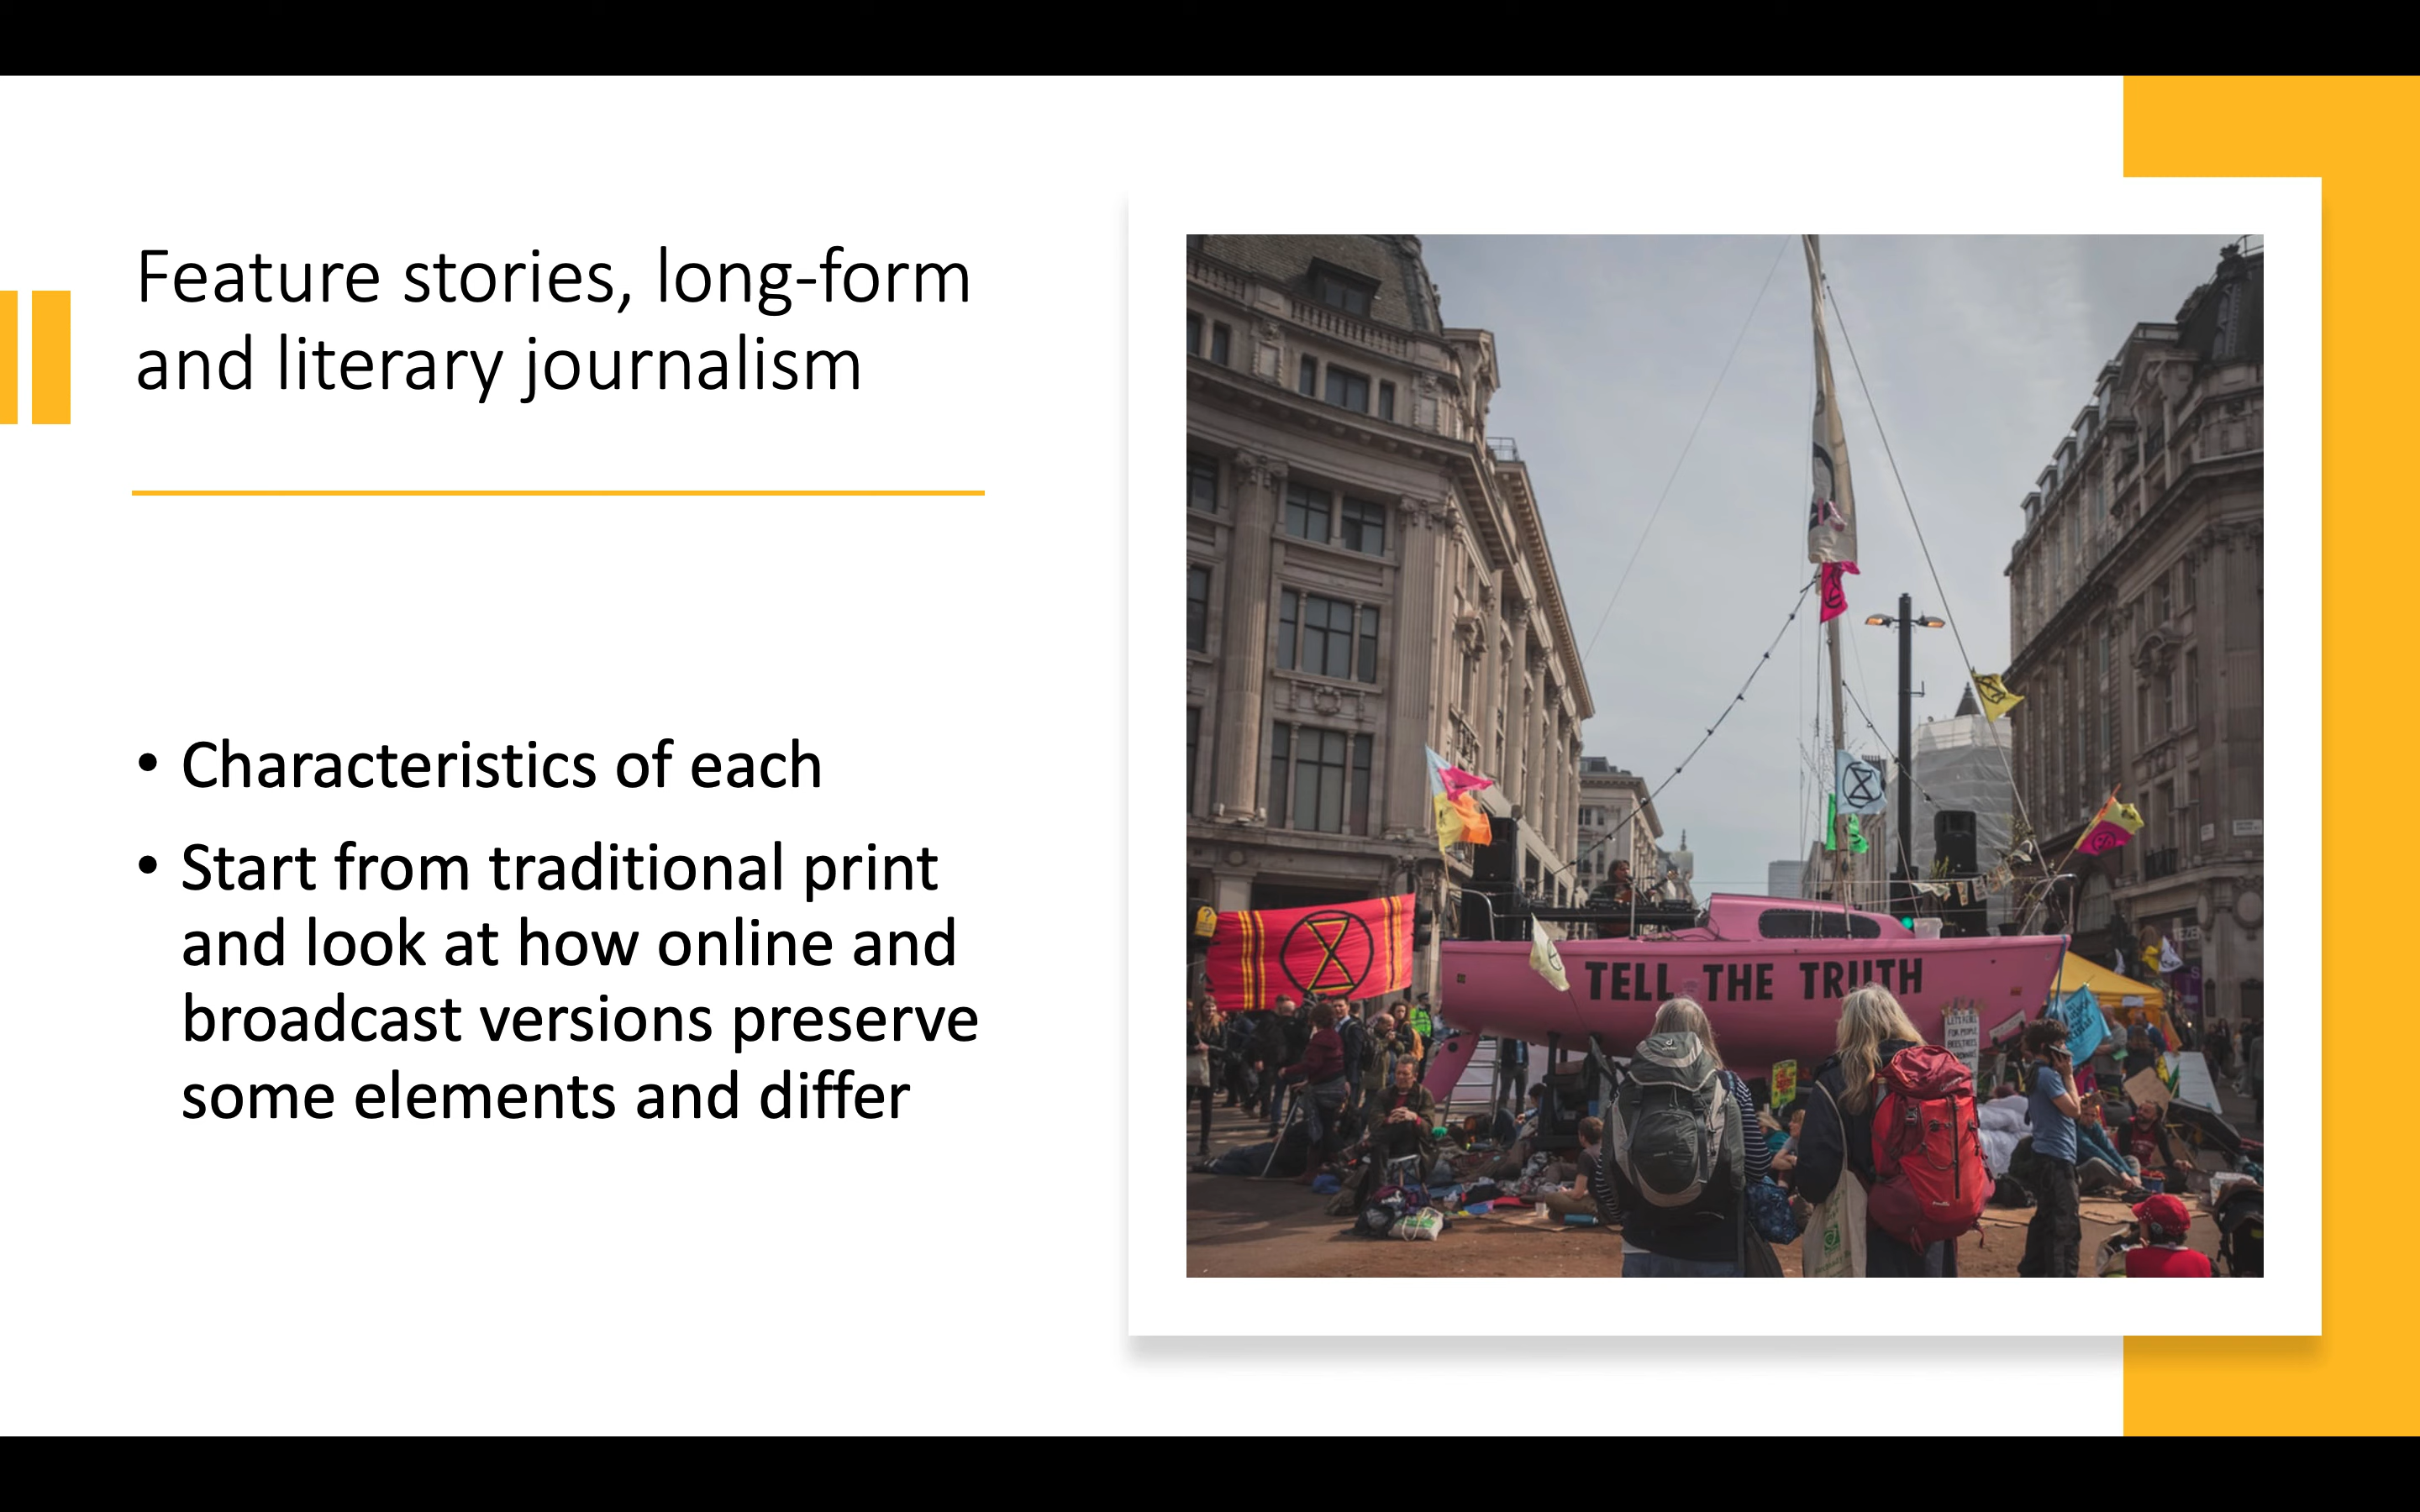 Feature stories, long-form
and literary journalism
• Characteristics of each
• Start from traditional print
and look at how online and
broadcast versions preserve
some elements and differ
TELL THE TRUTH